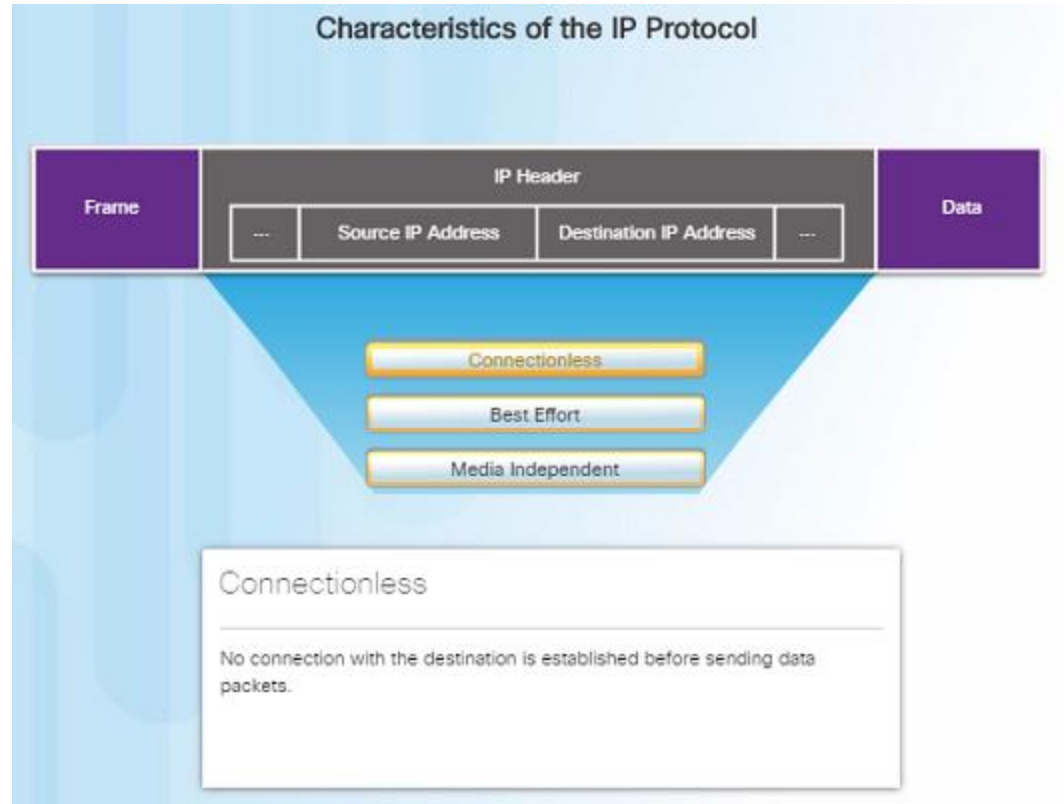 Characteristics of the IP Protocol
IP Header
Frame
---
Source IP Address
Destination IP Address
---
Data
Connectionless
Best Effort
Media Independent
Connectionless
No connection with the destination is established before sending data
packets.